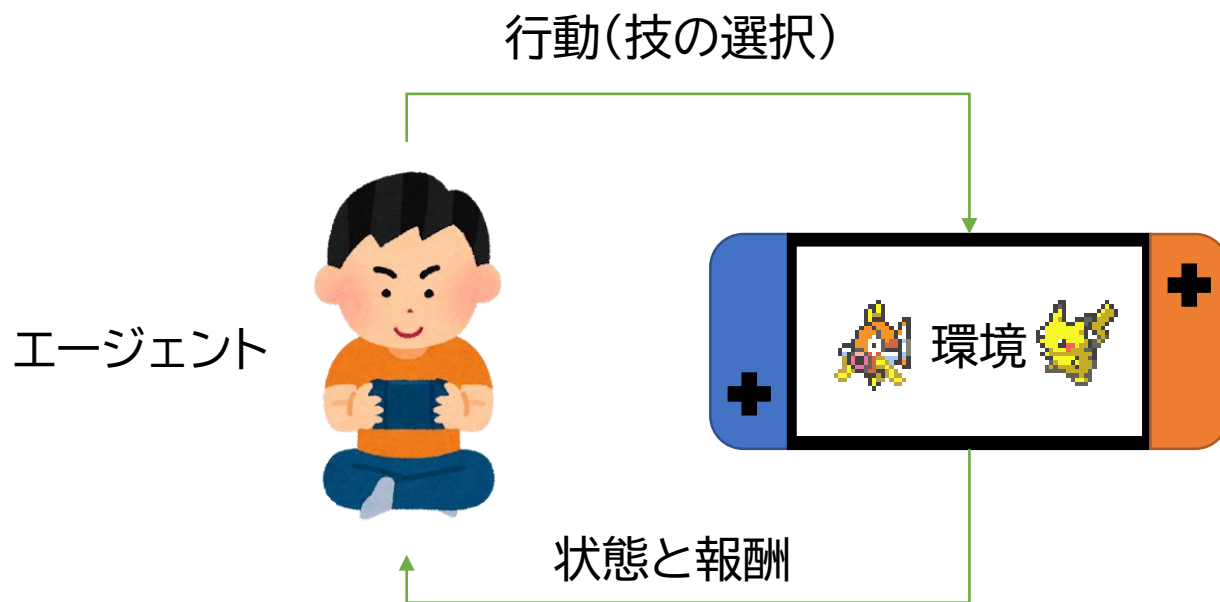 行動(技の選択)
エージェント
環境
状態と報酬